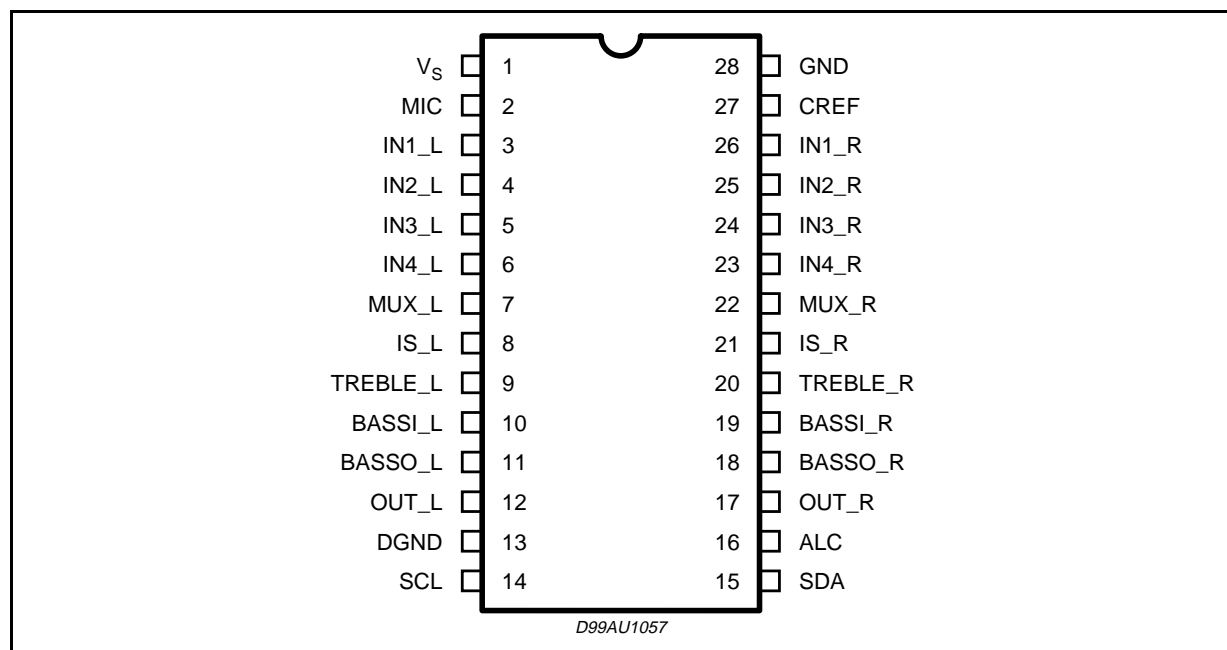 VS 1 28 GND
MIC 2 27 CREF
IN1_L 3 26 IN1_R
IN2_L 4 25 IN2_R
IN3_L 5 24 IN3_R
IN4_L 6 23 IN4_R
MUX_L 7 22 MUX_R
IS_L 8 21 IS_R
TREBLE_L 9 20 TREBLE_R
BASSI_L 10 19 BASSI_R
BASSO_L 11 18 BASSO_R
OUT_L 12 17 OUT_R
DGND 13 16 ALC
SCL 14 15 SDA
D99AU1057